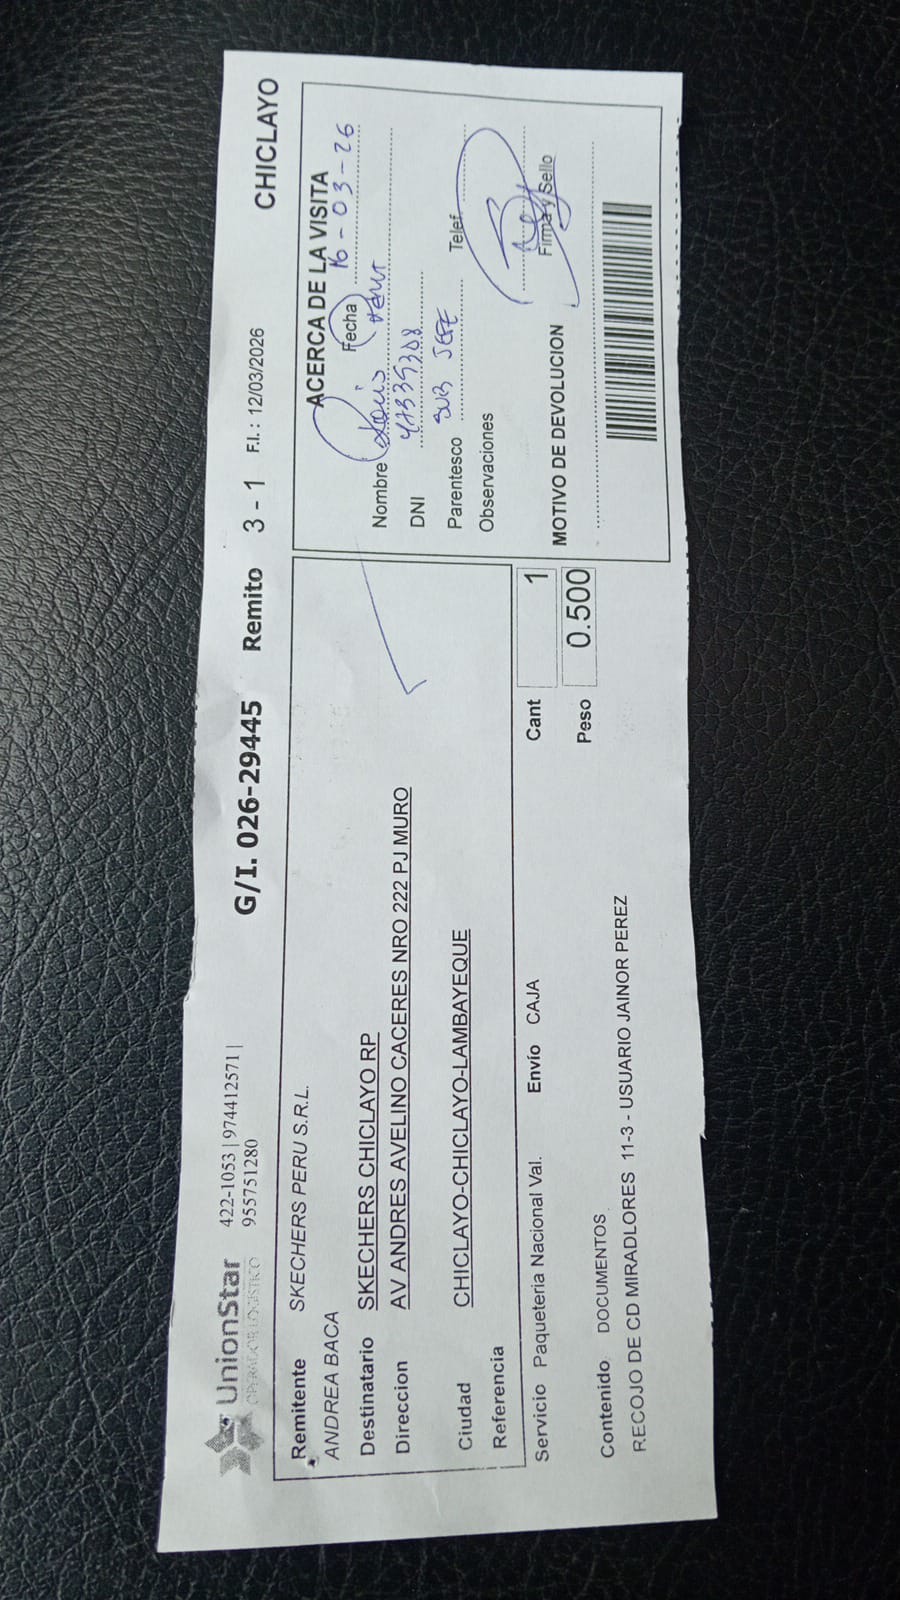 UnionStar
OPERADOR LOGISTICO
422-1053 | 974412571 |
955751280
G/I. 026-29445 Remito 3 - 1 F.I. : 12/03/2026 CHICLAYO
Remitente SKECHERS PERU S.R.L.
ANDREA BACA
Destinatario SKECHERS CHICLAYO RP
Direccion AV ANDRES AVELINO CACERES NRO 222 PJ MURO
Ciudad CHICLAYO-CHICLAYO-LAMBAYEQUE
Referencia
Servicio Paqueteria Nacional Val. Envío CAJA
Cant 1
Peso 0.500
Contenido DOCUMENTOS
RECOJO DE CD MIRADLORES 11-3 - USUARIO JAINOR PEREZ
ACERCA DE LA VISITA
Fecha 16-03-26
Nombre Louis
DNI
Parentesco SUB JEFE Telef.
Observaciones
Firma y Sello
MOTIVO DE DEVOLUCION